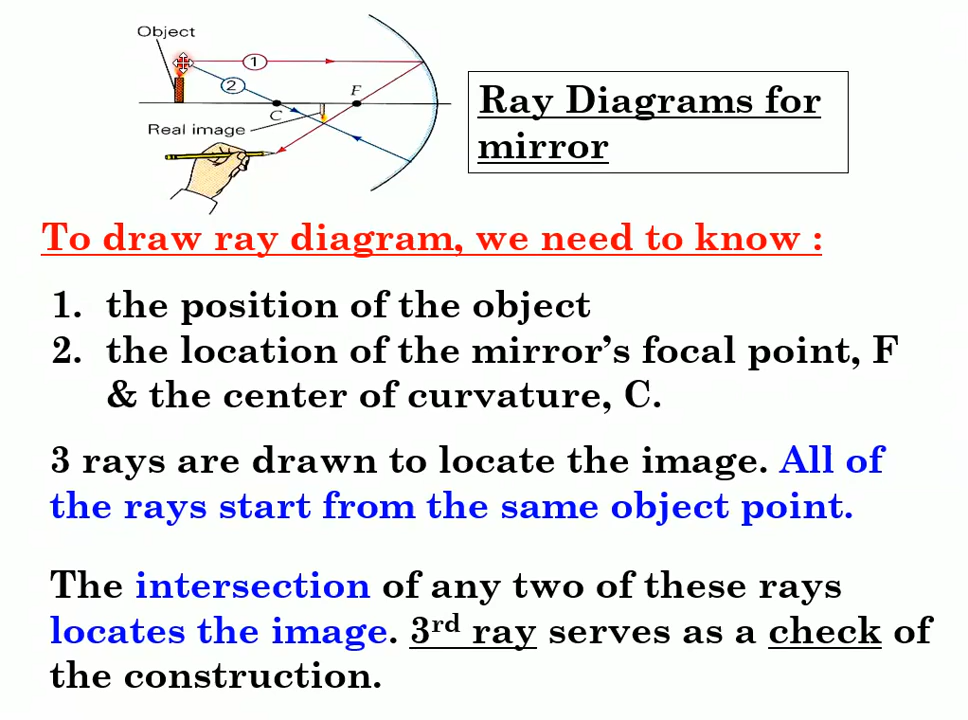 Object
1
2
F
C
Real image
Ray Diagrams for
mirror
To draw ray diagram, we need to know :
1. the position of the object
2. the location of the mirror’s focal point, F
& the center of curvature, C.
3 rays are drawn to locate the image. All of
the rays start from the same object point.
The intersection of any two of these rays
locates the image. 3rd ray serves as a check of
the construction.